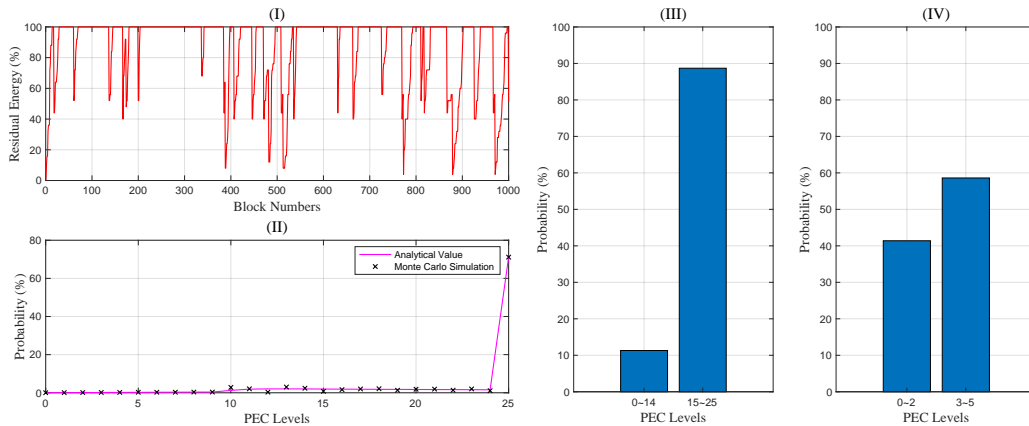 (I)
Residual Energy (%)
100
80
60
40
20
0
0 100 200 300 400 500 600 700 800 900 1000
Block Numbers
(II)
Probability (%)
80
60
40
20
0
Analytical Value
Monte Carlo Simulation
0 5 10 15 20 25
PEC Levels
(III)
Probability (%)
100
90
80
70
60
50
40
30
20
10
0
0~14 15~25
PEC Levels
(IV)
Probability (%)
100
90
80
70
60
50
40
30
20
10
0
0~2 3~5
PEC Levels